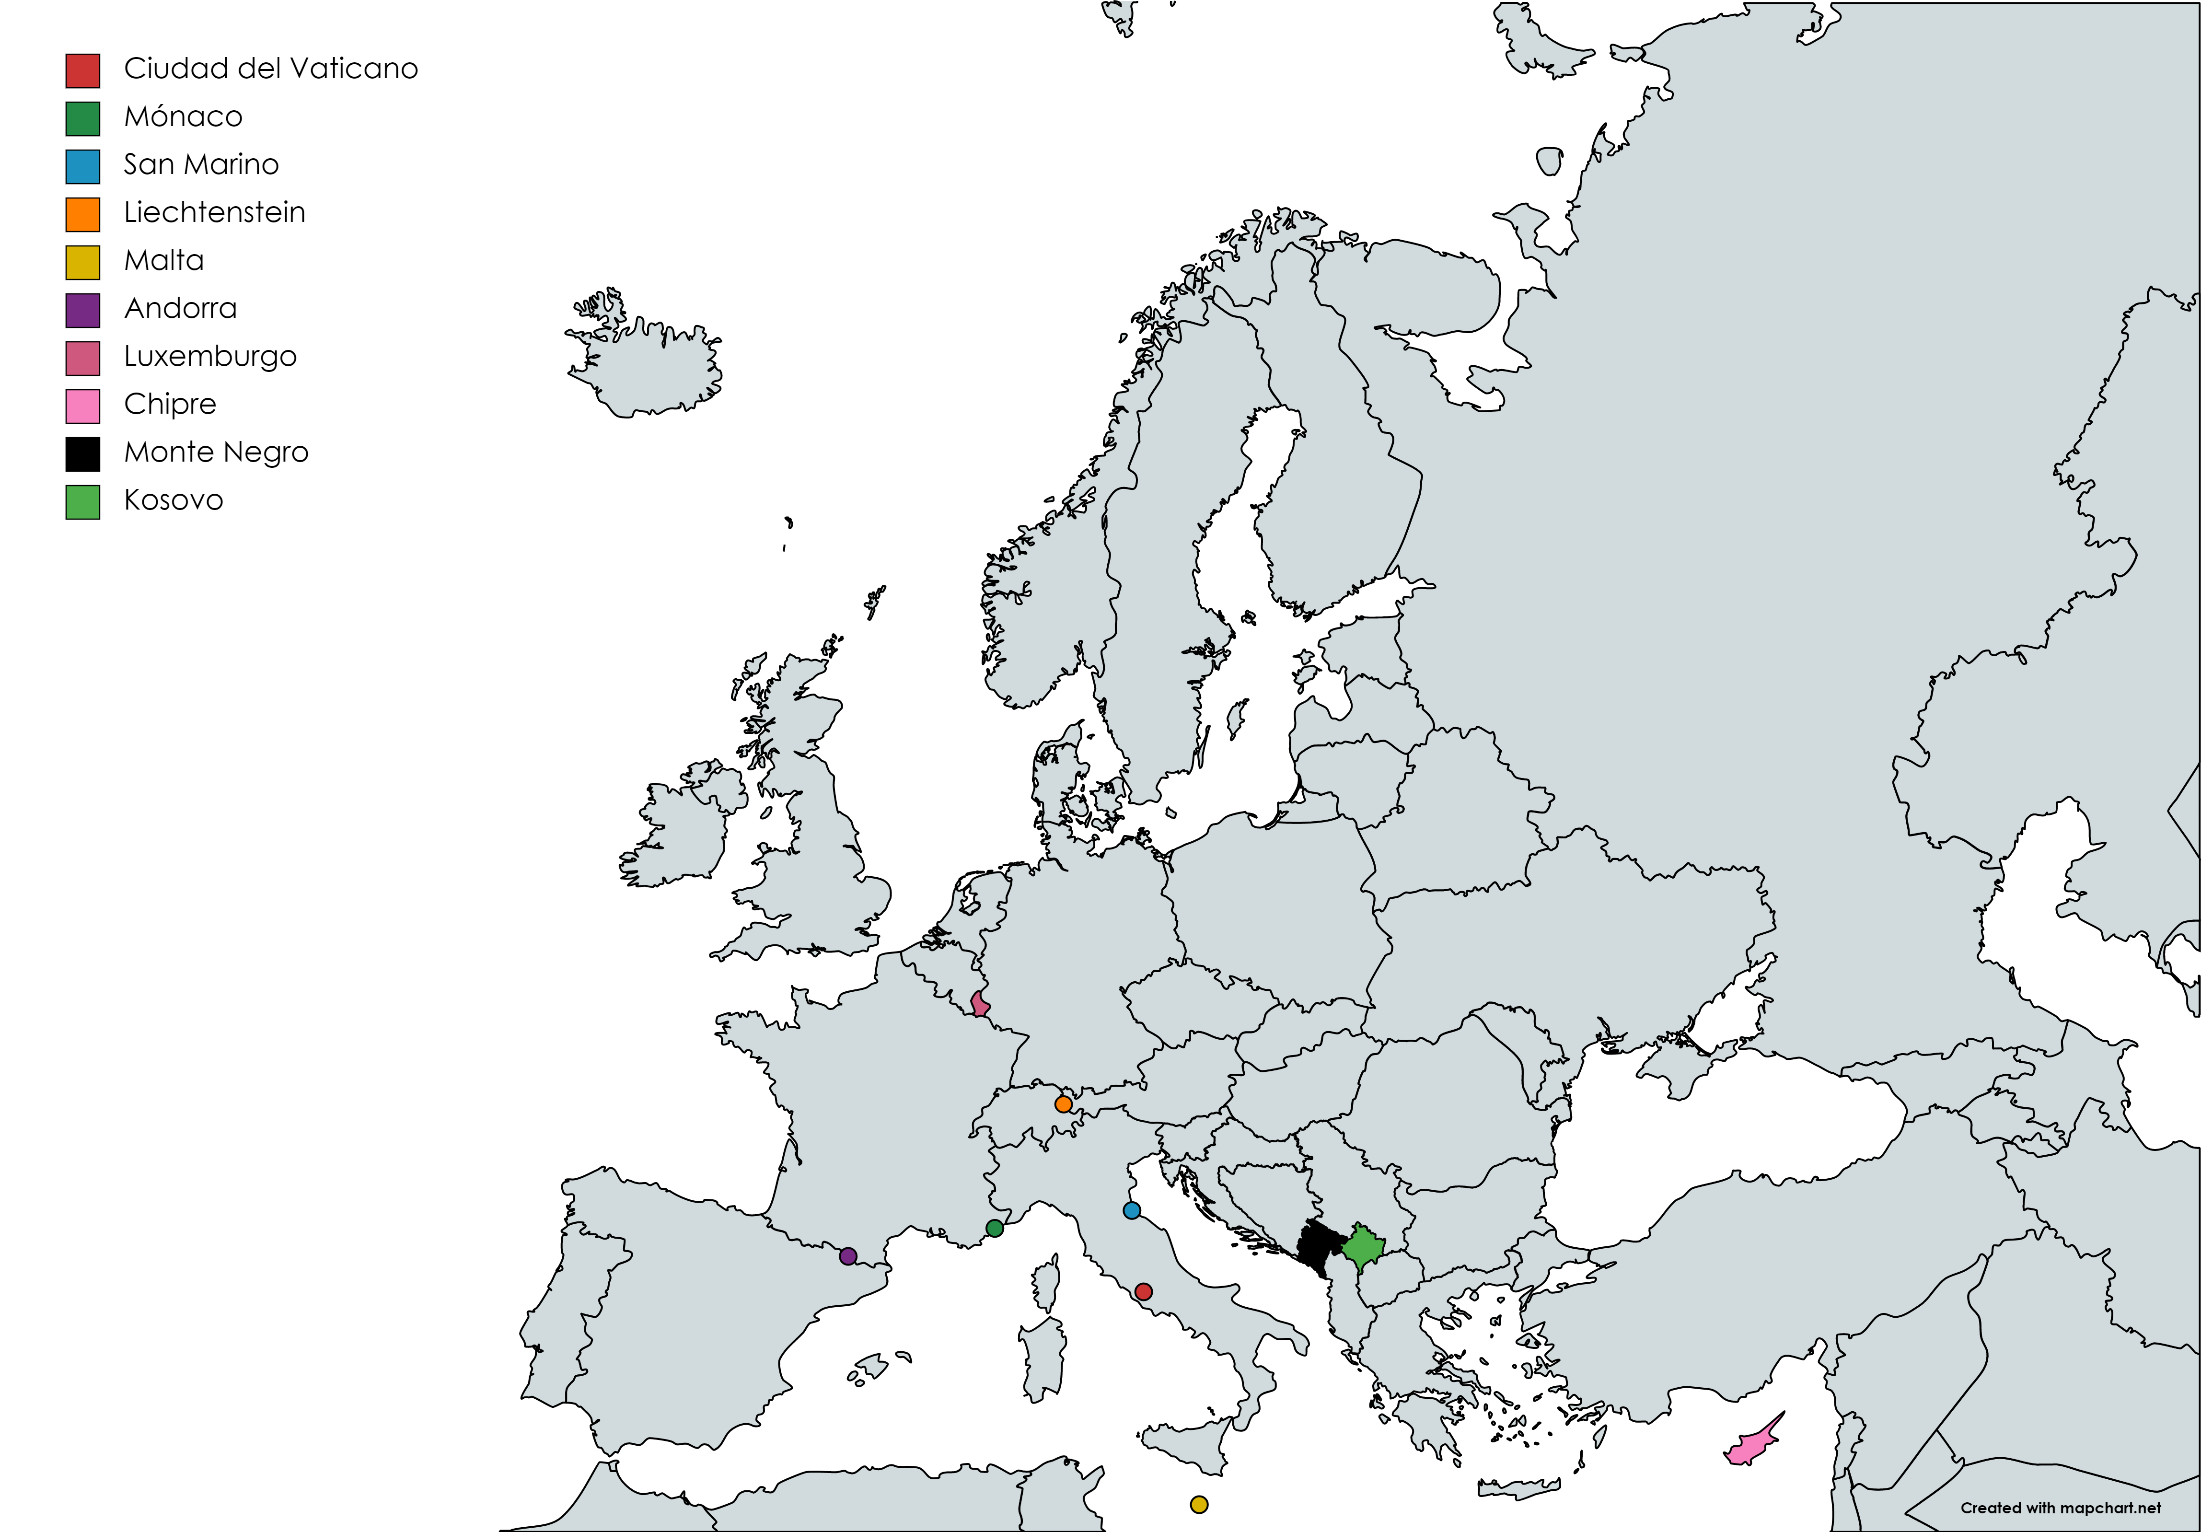 Ciudad del Vaticano
Mónaco
San Marino
Liechtenstein
Malta
Andorra
Luxemburgo
Chipre
Monte Negro
Kosovo
Created with mapchart.net